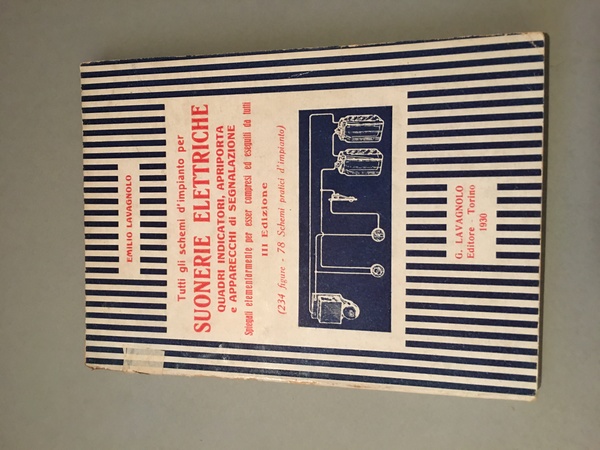 EMILIO LAVAGNOLO
Tutti gli schemi d'impianto per
SUONERIE ELETTRICHE
QUADRI INDICATORI, APRIPORTA
e APPARECCHI di SEGNALAZIONE
Spiegati elementarmente per esser compresi ed eseguiti da tutti
III Edizione
(234 figure - 78 Schemi pratici d'impianto)
G. LAVAGNOLO
Editore - Torino
1930